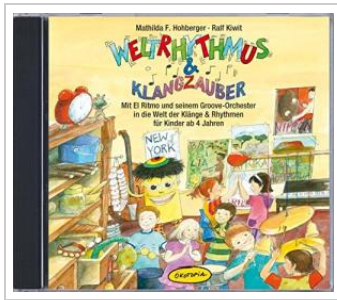 Mathilda F. Hohberger · Ralf Kiwit
WELTRHYTHMUS
&
KLANGZAUBER
Mit El Ritmo und seinem Groove-Orchester
in die Welt der Klänge & Rhythmen
für Kinder ab 4 Jahren
NEW
YORK
Ökotopia